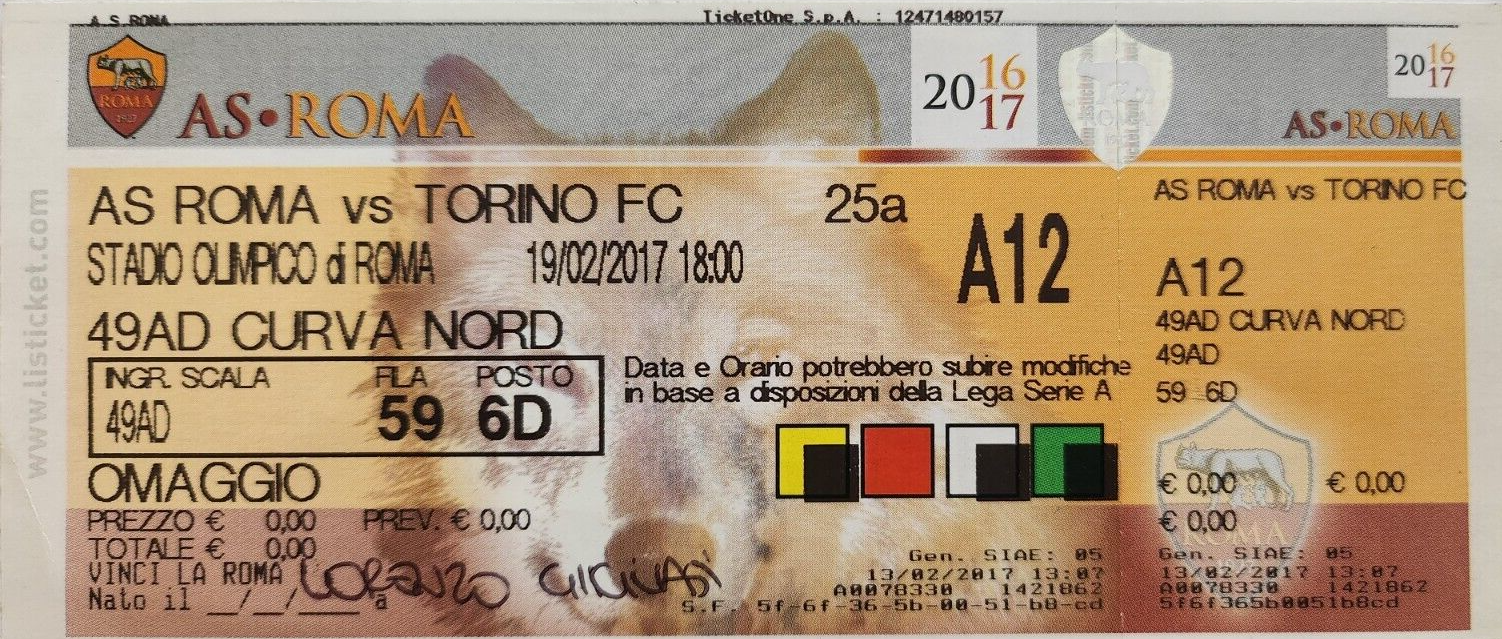 A.S.ROMA
TicketOne S.p.A. : 12471480157
ROMA
1927
AS•ROMA
2016
17
2016
17
AS•ROMA
www.listicket.com
AS ROMA vs TORINO FC
25a
STADIO OLIMPICO di ROMA
19/02/2017 18:00
A12
49AD CURVA NORD
INGR. SCALA FILA POSTO
49AD 59 6D
Data e Orario potrebbero subire modifiche
in base a disposizioni della Lega Serie A
OMAGGIO
PREZZO € 0,00 PREV. € 0,00
TOTALE € 0,00
VINCI LA ROMA
LORENZO
Nato il __/__/____ a
Gen. SIAE: 05
13/02/2017 13:07
A0078330 1421862
S.F. 5f-6f-36-5b-00-51-b8-cd
AS ROMA vs TORINO FC
A12
49AD CURVA NORD
49AD
59 6D
€ 0,00 € 0,00
€ 0,00
ROMA
Gen. SIAE: 05
13/02/2017 13:07
A0078330 1421862
5f6f365b0051b8cd